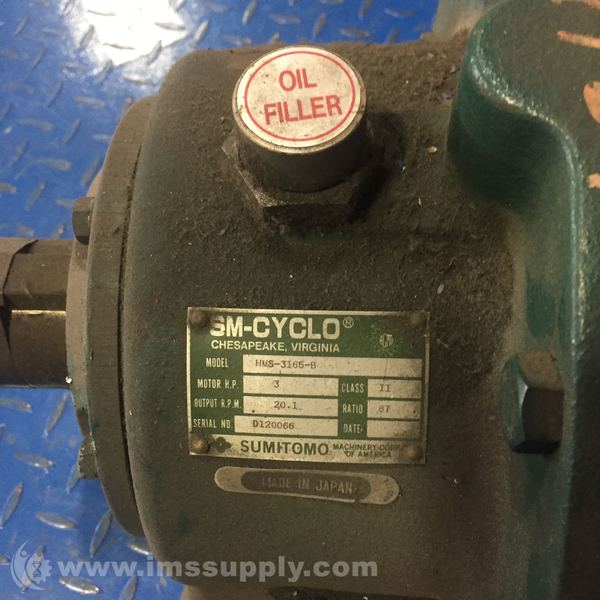 OIL
FILLER
SM-CYCLO®
CHESAPEAKE, VIRGINIA
MODEL HMS-3165-B
MOTOR H.P. 3 CLASS II
OUTPUT R.P.M. 20.1 RATIO 87
SERIAL NO. D120066 DATE
SUMITOMO MACHINERY CORP.
OF AMERICA
MADE IN JAPAN
www.imssupply.com